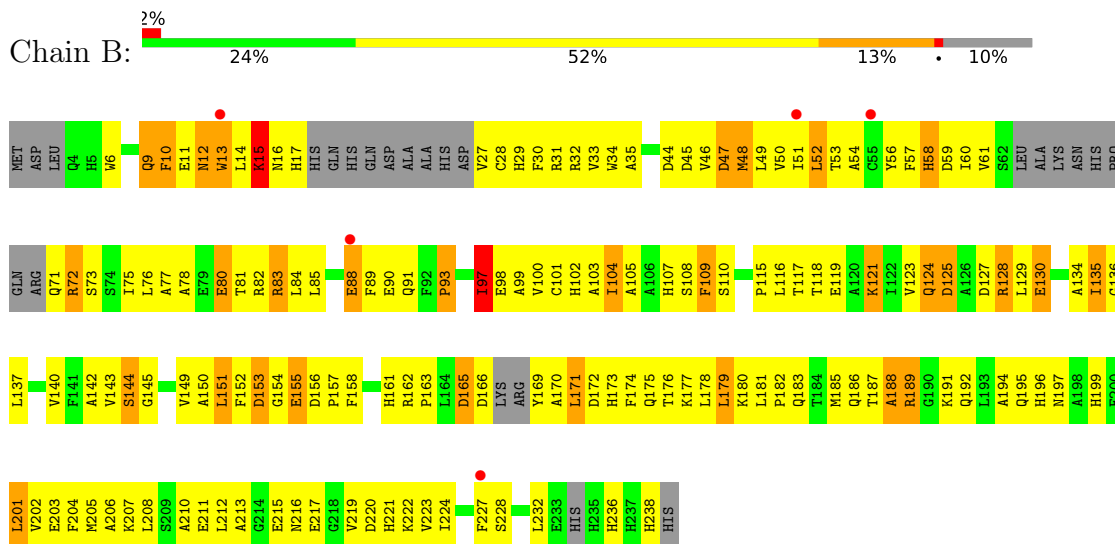 2%
Chain B:
24% 52% 13% • 10%
MET ASP LEU Q4 H5 W6 Q9 F10 E11 N12 W13 L14 K15 N16 H17 HIS GLN HIS GLN ASP ALA ALA HIS ASP V27 C28 H29 F30 R31 R32 V33 W34 A35 D44 D45 V46 D47 M48 L49 V50 I51 L52 T53 A54 C55 Y56 F57 H58 D59 I60 V61 S62 LEU ALA LYS ASN HIS PRO
GLN ARG Q71 R72 S73 S74 I75 L76 A77 A78 E79 E80 T81 R82 R83 L84 L85 E88 F89 E90 Q91 F92 P93 I97 E98 A99 V100 C101 H102 A103 I104 A105 A106 H107 S108 F109 S110 P115 L116 T117 T118 E119 A120 K121 I122 V123 Q124 D125 A126 D127 R128 L129 E130 A134 I135 G136
L137 V140 F141 A142 V143 S144 G145 V149 A150 L151 F152 D153 G154 E155 D156 P157 F158 H161 R162 P163 L164 D165 D166 LYS ARG Y169 A170 L171 D172 H173 F174 Q175 T176 K177 L178 L179 K180 L181 P182 Q183 T184 M185 Q186 T187 A188 R189 G190 K191 Q192 L193 A194 Q195 H196 N197 A198 H199 F200
L201 V202 E203 F204 M205 A206 K207 L208 S209 A210 E211 L212 A213 G214 E215 N216 E217 G218 V219 D220 H221 K222 V223 I224 F227 S228 L232 E233 HIS H235 H236 H237 H238 HIS